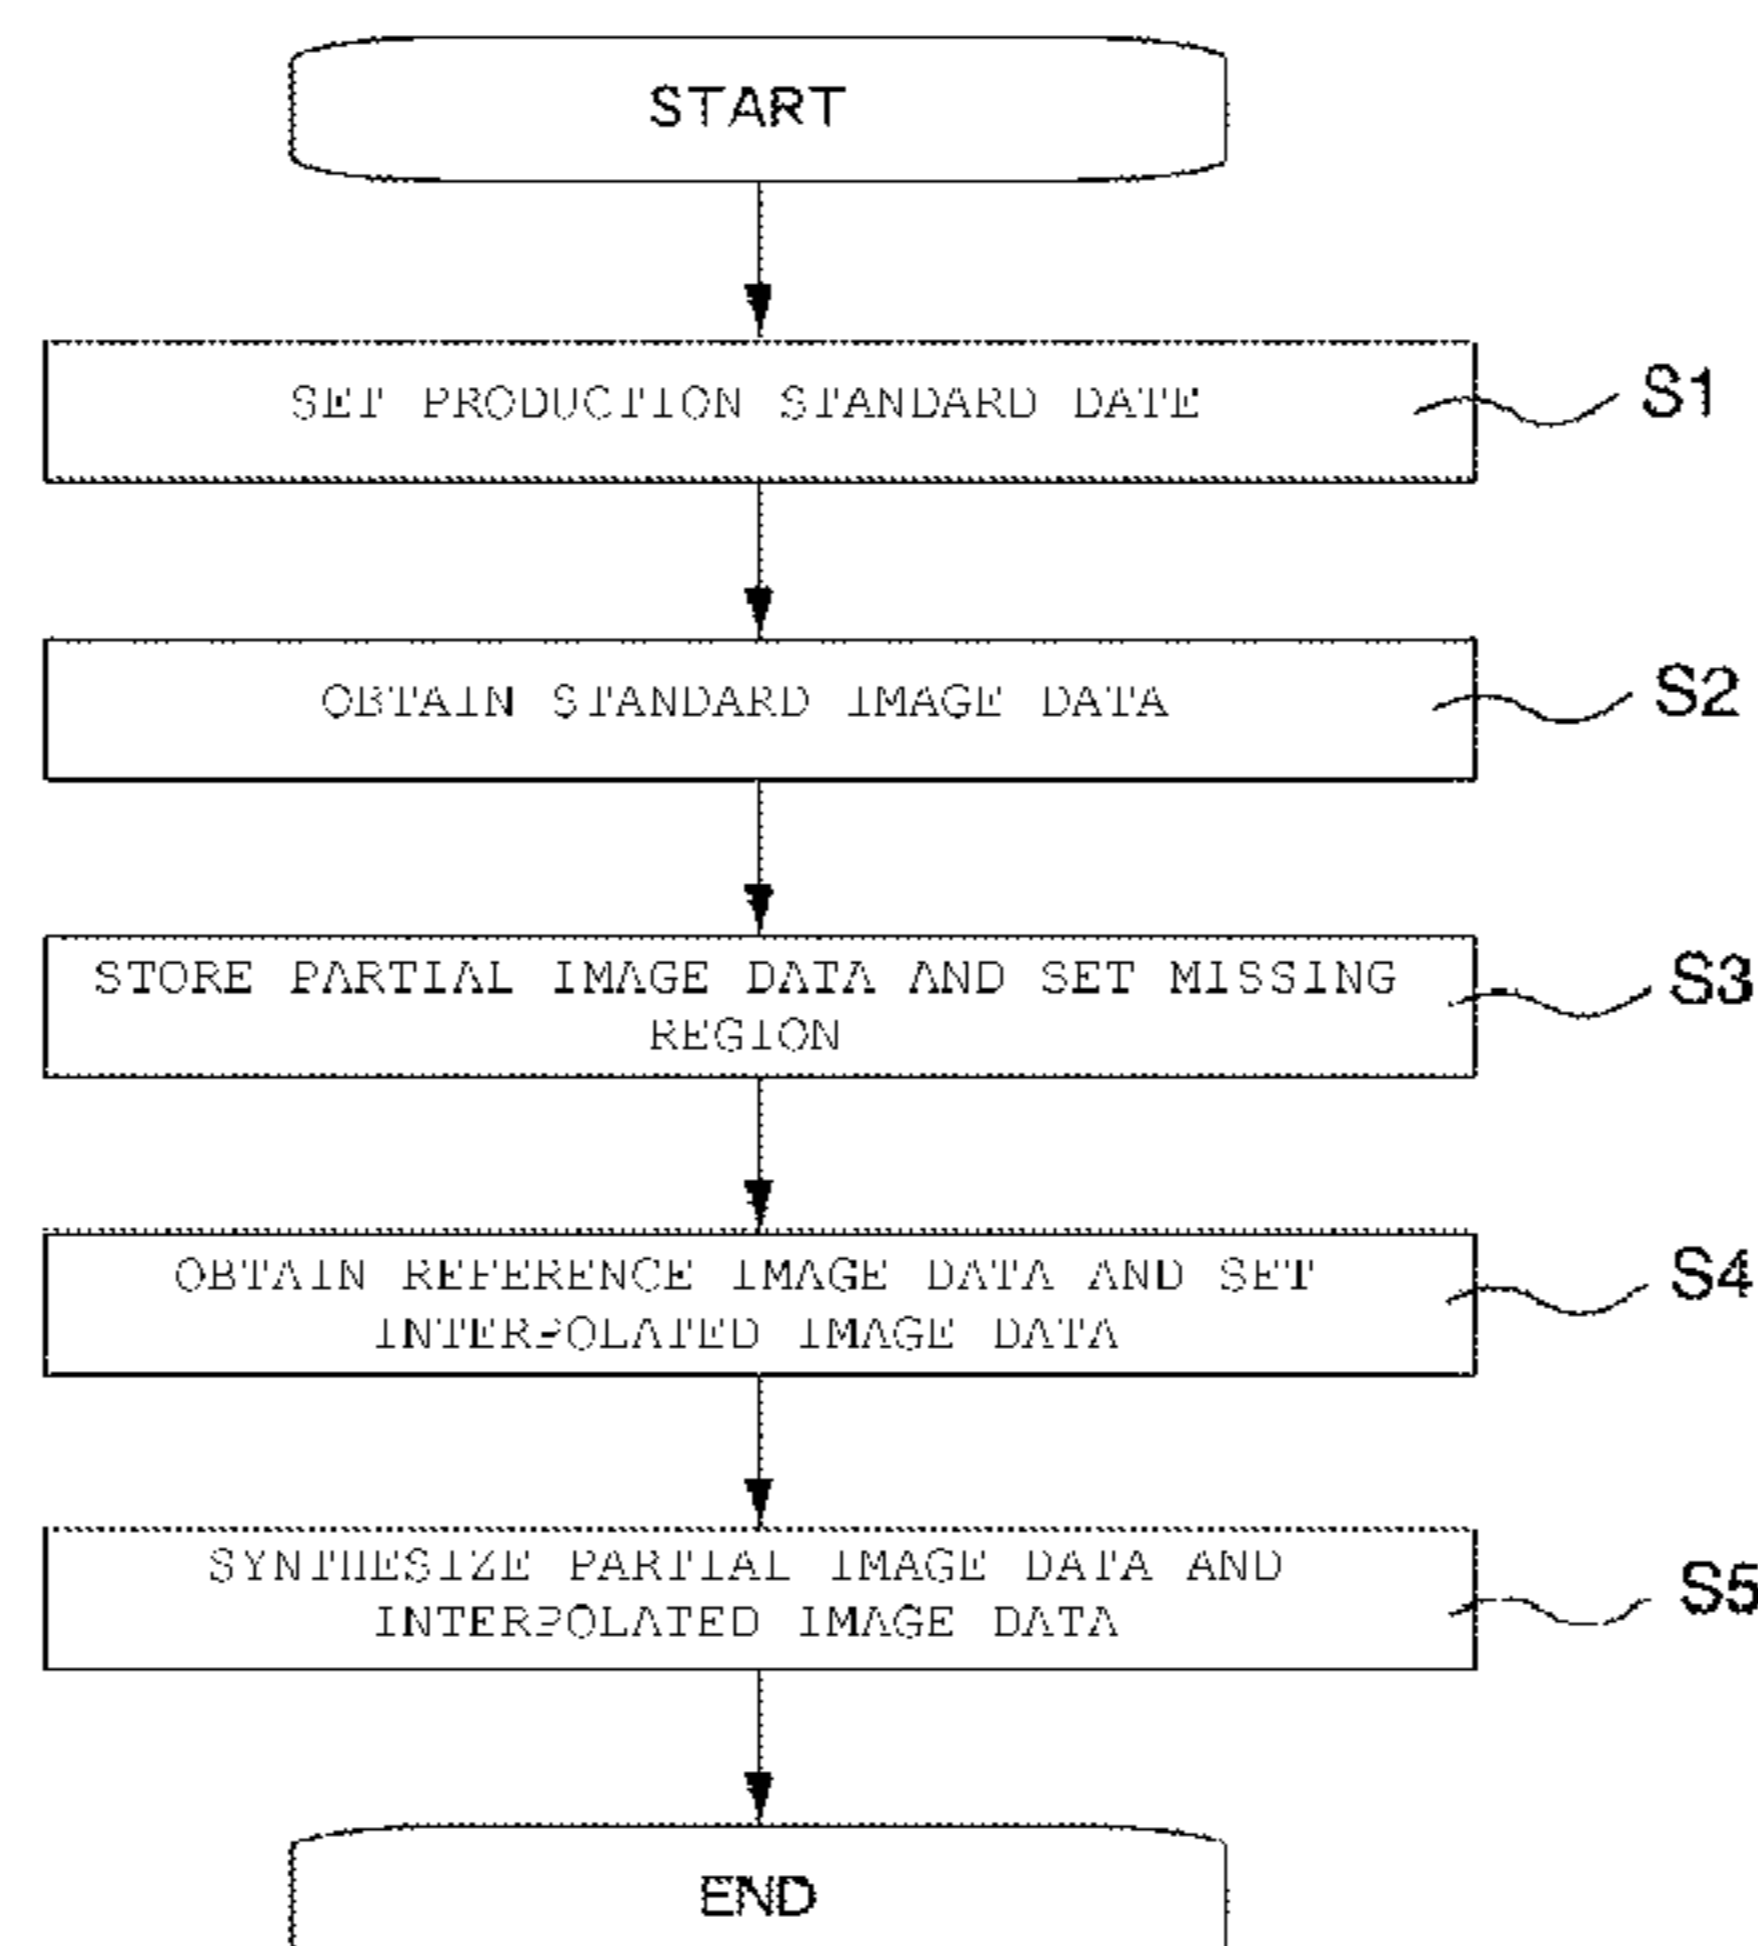 START
SET PRODUCTION STANDARD DATE
S1
OBTAIN STANDARD IMAGE DATA
S2
STORE PARTIAL IMAGE DATA AND SET MISSING
REGION
S3
OBTAIN REFERENCE IMAGE DATA AND SET
INTERPOLATED IMAGE DATA
S4
SYNTHESIZE PARTIAL IMAGE DATA AND
INTERPOLATED IMAGE DATA
S5
END